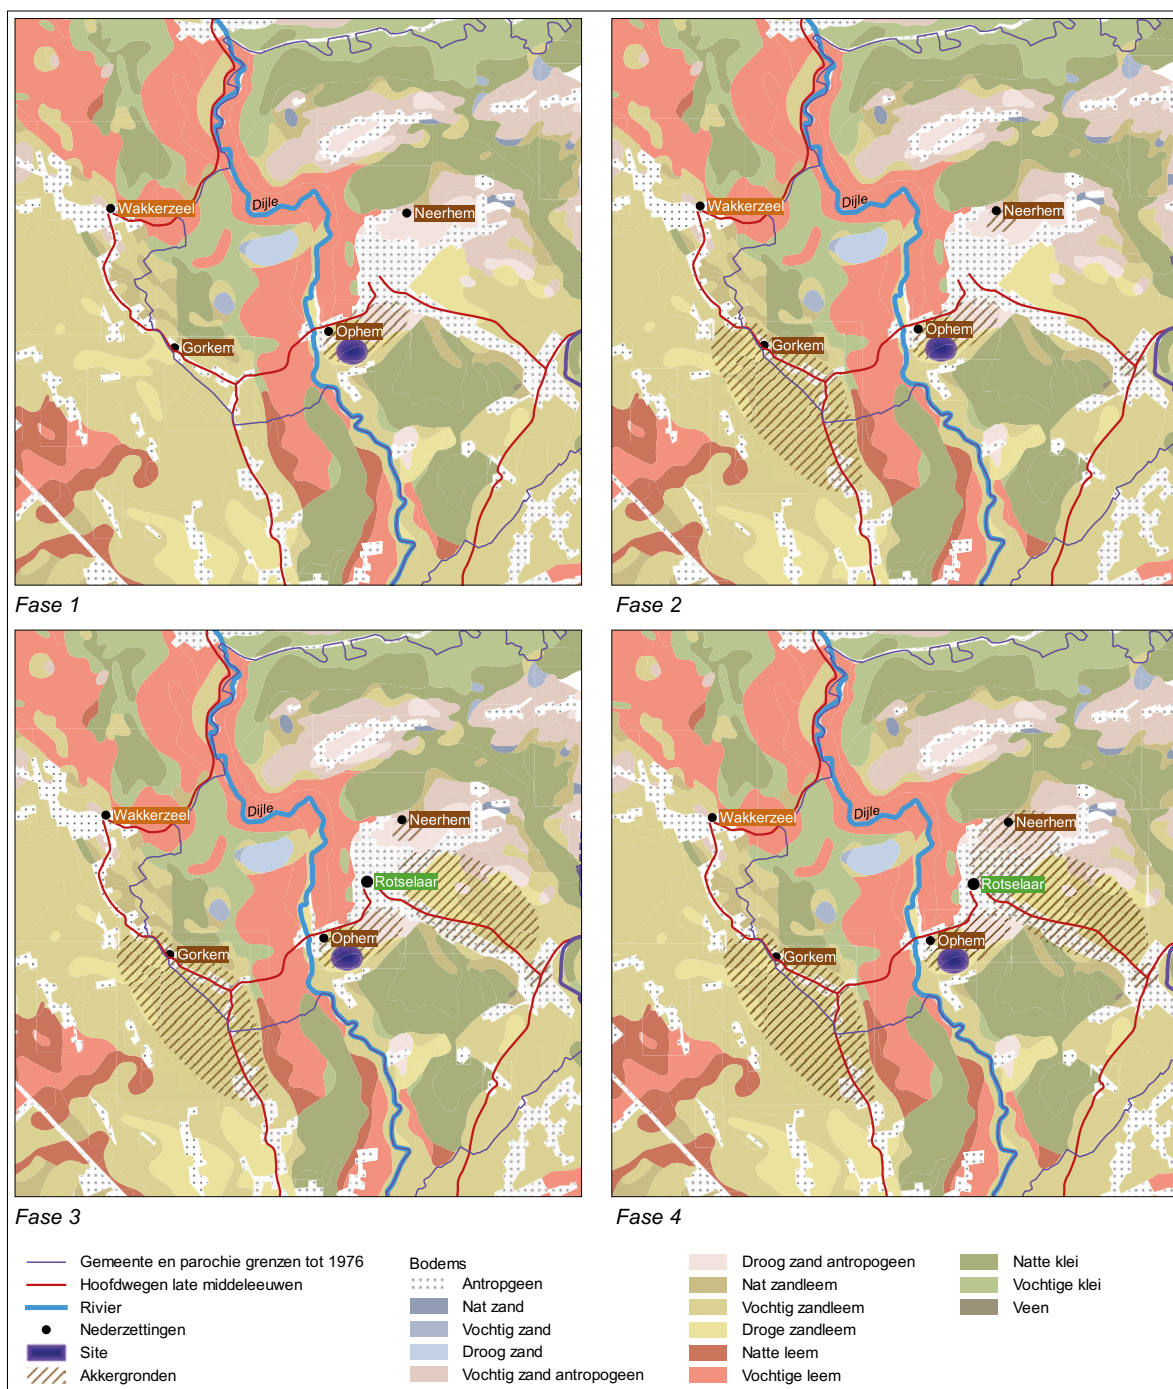 Dijle
Wakkerzeel
Neerhem
Ophem
Gorkem
Fase 1
Dijle
Wakkerzeel
Neerhem
Ophem
Gorkem
Fase 2
Dijle
Wakkerzeel
Neerhem
Rotselaar
Ophem
Gorkem
Fase 3
Dijle
Wakkerzeel
Neerhem
Rotselaar
Ophem
Gorkem
Fase 4
Gemeente en parochie grenzen tot 1976
Hoofdwegen late middeleeuwen
Rivier
Nederzettingen
Site
Akkergronden
Bodems
Antropgeen
Nat zand
Vochtig zand
Droog zand
Vochtig zand antropogeen
Droog zand antropogeen
Nat zandleem
Vochtig zandleem
Droge zandleem
Natte leem
Vochtige leem
Natte klei
Vochtige klei
Veen